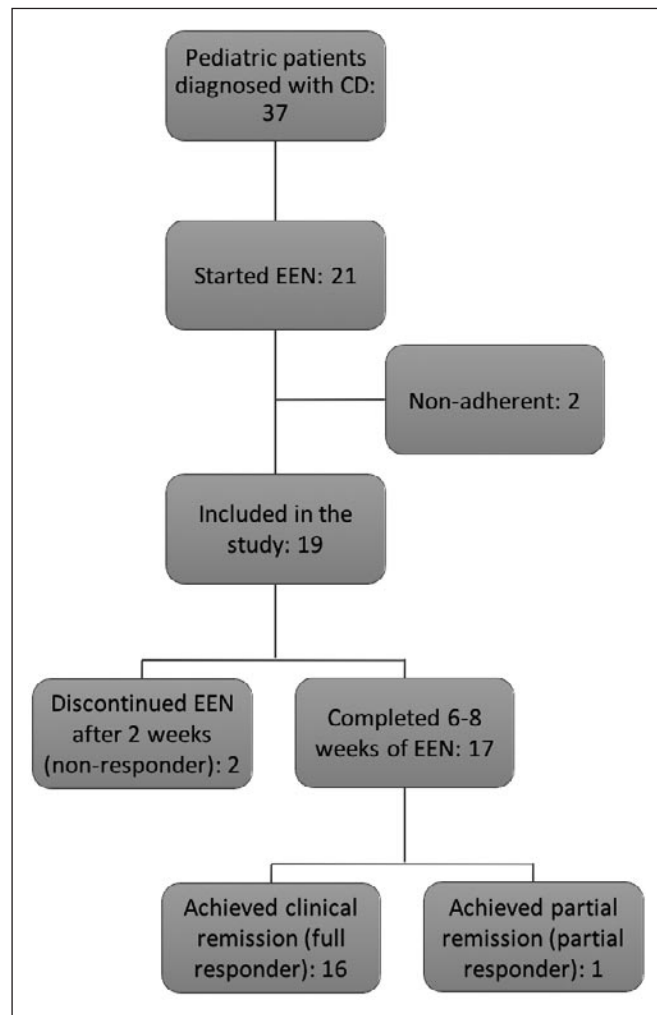 Pediatric patients
diagnosed with CD:
37
Started EEN: 21
Non-adherent: 2
Included in the
study: 19
Discontinued EEN
after 2 weeks
(non-responder): 2
Completed 6-8
weeks of EEN: 17
Achieved clinical
remission (full
responder): 16
Achieved partial
remission (partial
responder): 1